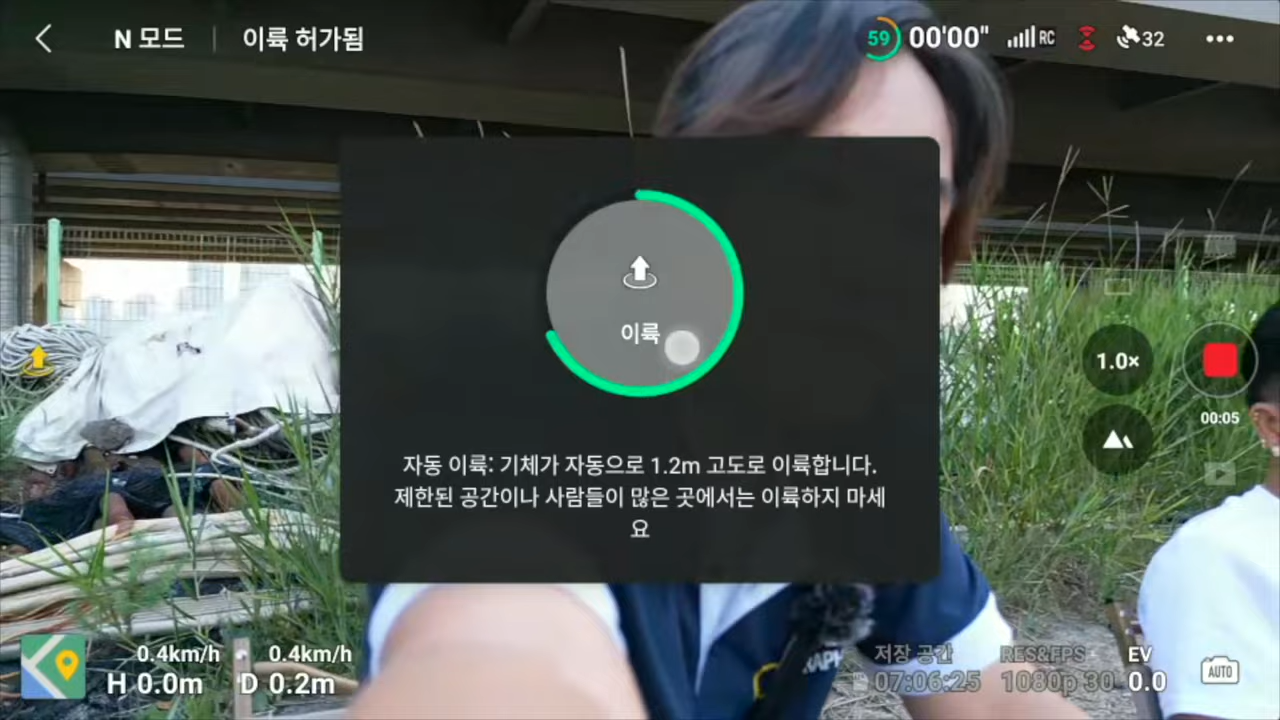 N 모드
이륙 허가됨
59
00'00"
RC
32
이륙
1.0×
00:05
자동 이륙: 기체가 자동으로 1.2m 고도로 이륙합니다.
제한된 공간이나 사람들이 많은 곳에서는 이륙하지 마세
요
0.4km/h
0.4km/h
H 0.0m
D 0.2m
RAPH
저장 공간
07:06:25
RES&FPS
1080p 30
EV
0.0
AUTO